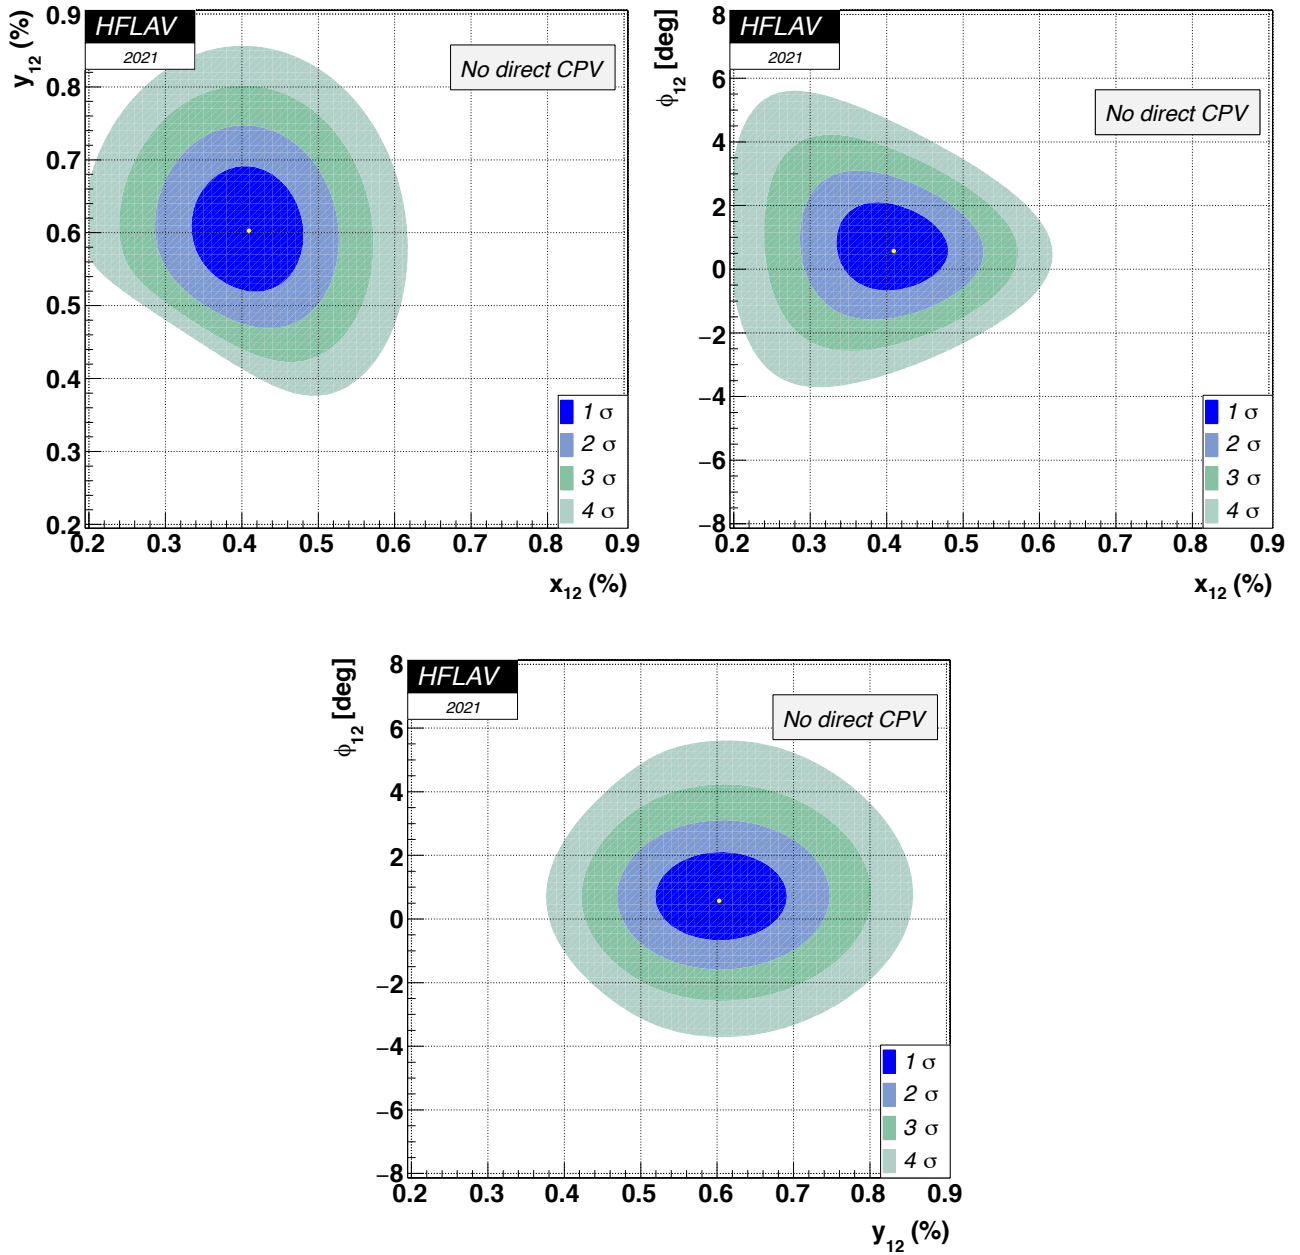 y12 (%)
HFLAV
2021
No direct CPV
0.9
0.8
0.7
0.6
0.5
0.4
0.3
0.2
1 σ
2 σ
3 σ
4 σ
0.2 0.3 0.4 0.5 0.6 0.7 0.8 0.9
x12 (%)
ϕ12 [deg]
HFLAV
2021
No direct CPV
8
6
4
2
0
−2
−4
−6
−8
1 σ
2 σ
3 σ
4 σ
0.2 0.3 0.4 0.5 0.6 0.7 0.8 0.9
x12 (%)
ϕ12 [deg]
HFLAV
2021
No direct CPV
8
6
4
2
0
−2
−4
−6
−8
1 σ
2 σ
3 σ
4 σ
0.2 0.3 0.4 0.5 0.6 0.7 0.8 0.9
y12 (%)